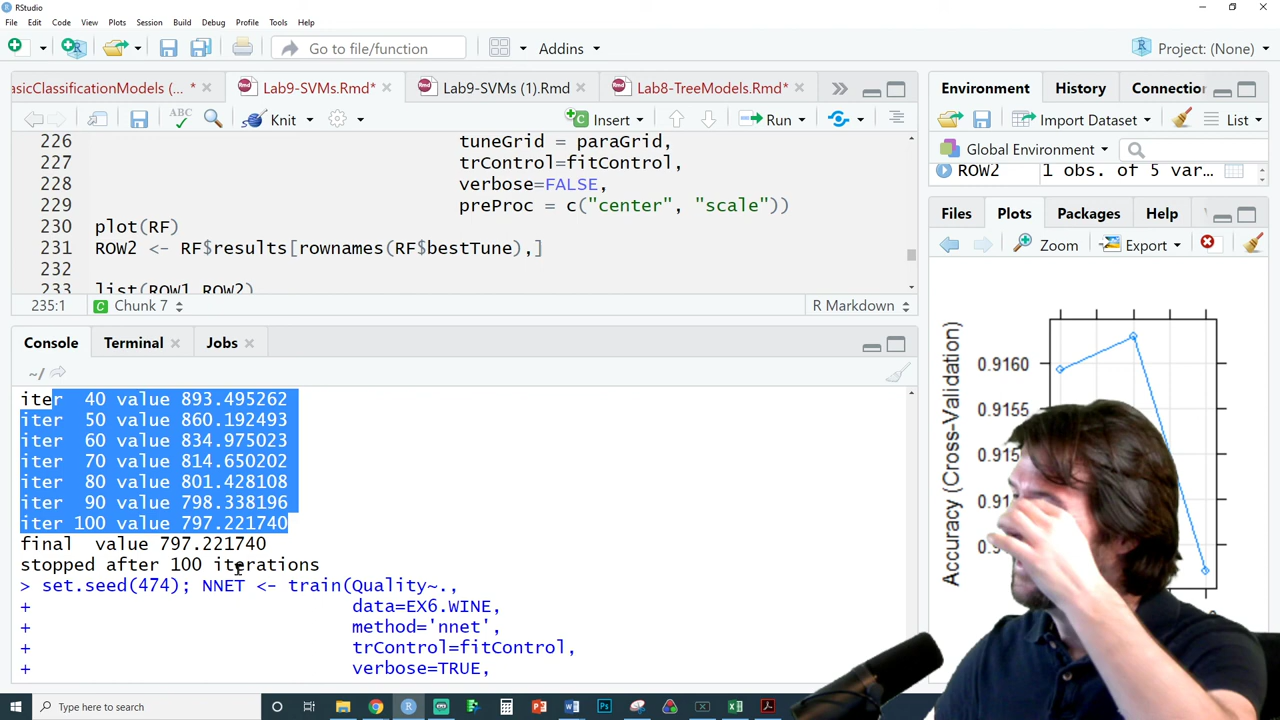 RStudio
File Edit Code View Plots Session Build Debug Profile Tools Help
Go to file/function Addins Project: (None)
asicClassificationModels (... * Lab9-SVMs.Rmd* Lab9-SVMs (1).Rmd Lab8-TreeModels.Rmd*
ABC Knit Insert Run
226 tuneGrid = paraGrid,
227 trControl=fitControl,
228 verbose=FALSE,
229 preProc = c("center", "scale"))
230 plot(RF)
231 ROW2 <- RF$results[rownames(RF$bestTune),]
232
233 list(ROW1,ROW2)
235:1 Chunk 7 R Markdown
Console Terminal Jobs
~/
iter 40 value 893.495262
iter 50 value 860.192493
iter 60 value 834.975023
iter 70 value 814.650202
iter 80 value 801.428108
iter 90 value 798.338196
iter 100 value 797.221740
final value 797.221740
stopped after 100 iterations
> set.seed(474); NNET <- train(Quality~.,
+ data=EX6.WINE,
+ method='nnet',
+ trControl=fitControl,
+ verbose=TRUE,
Environment History Connectio
Import Dataset List
Global Environment
ROW2 1 obs. of 5 var...
Files Plots Packages Help
Zoom Export
Accuracy (Cross-Validation)
0.9160
0.9155
0.915
0.91
0.9
Type here to search